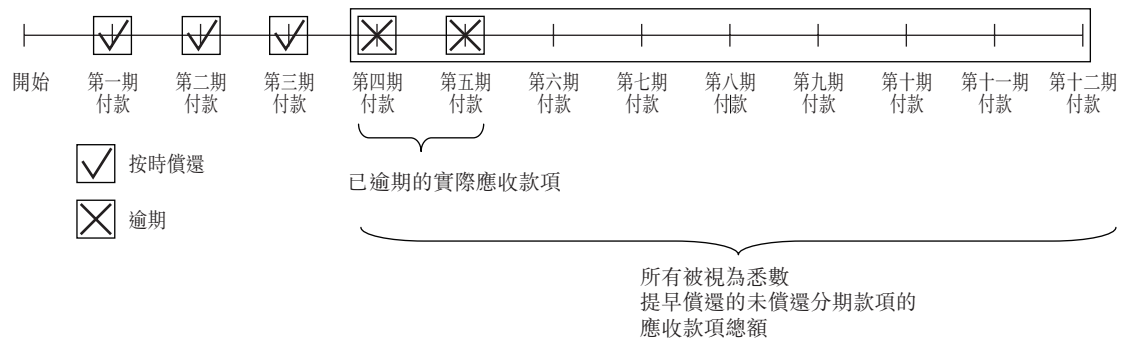 開始
第一期
付款
第二期
付款
第三期
付款
第四期
付款
第五期
付款
第六期
付款
第七期
付款
第八期
付款
第九期
付款
第十期
付款
第十一期
付款
第十二期
付款
按時償還
逾期
已逾期的實際應收款項
所有被視為悉數
提早償還的未償還分期款項的
應收款項總額